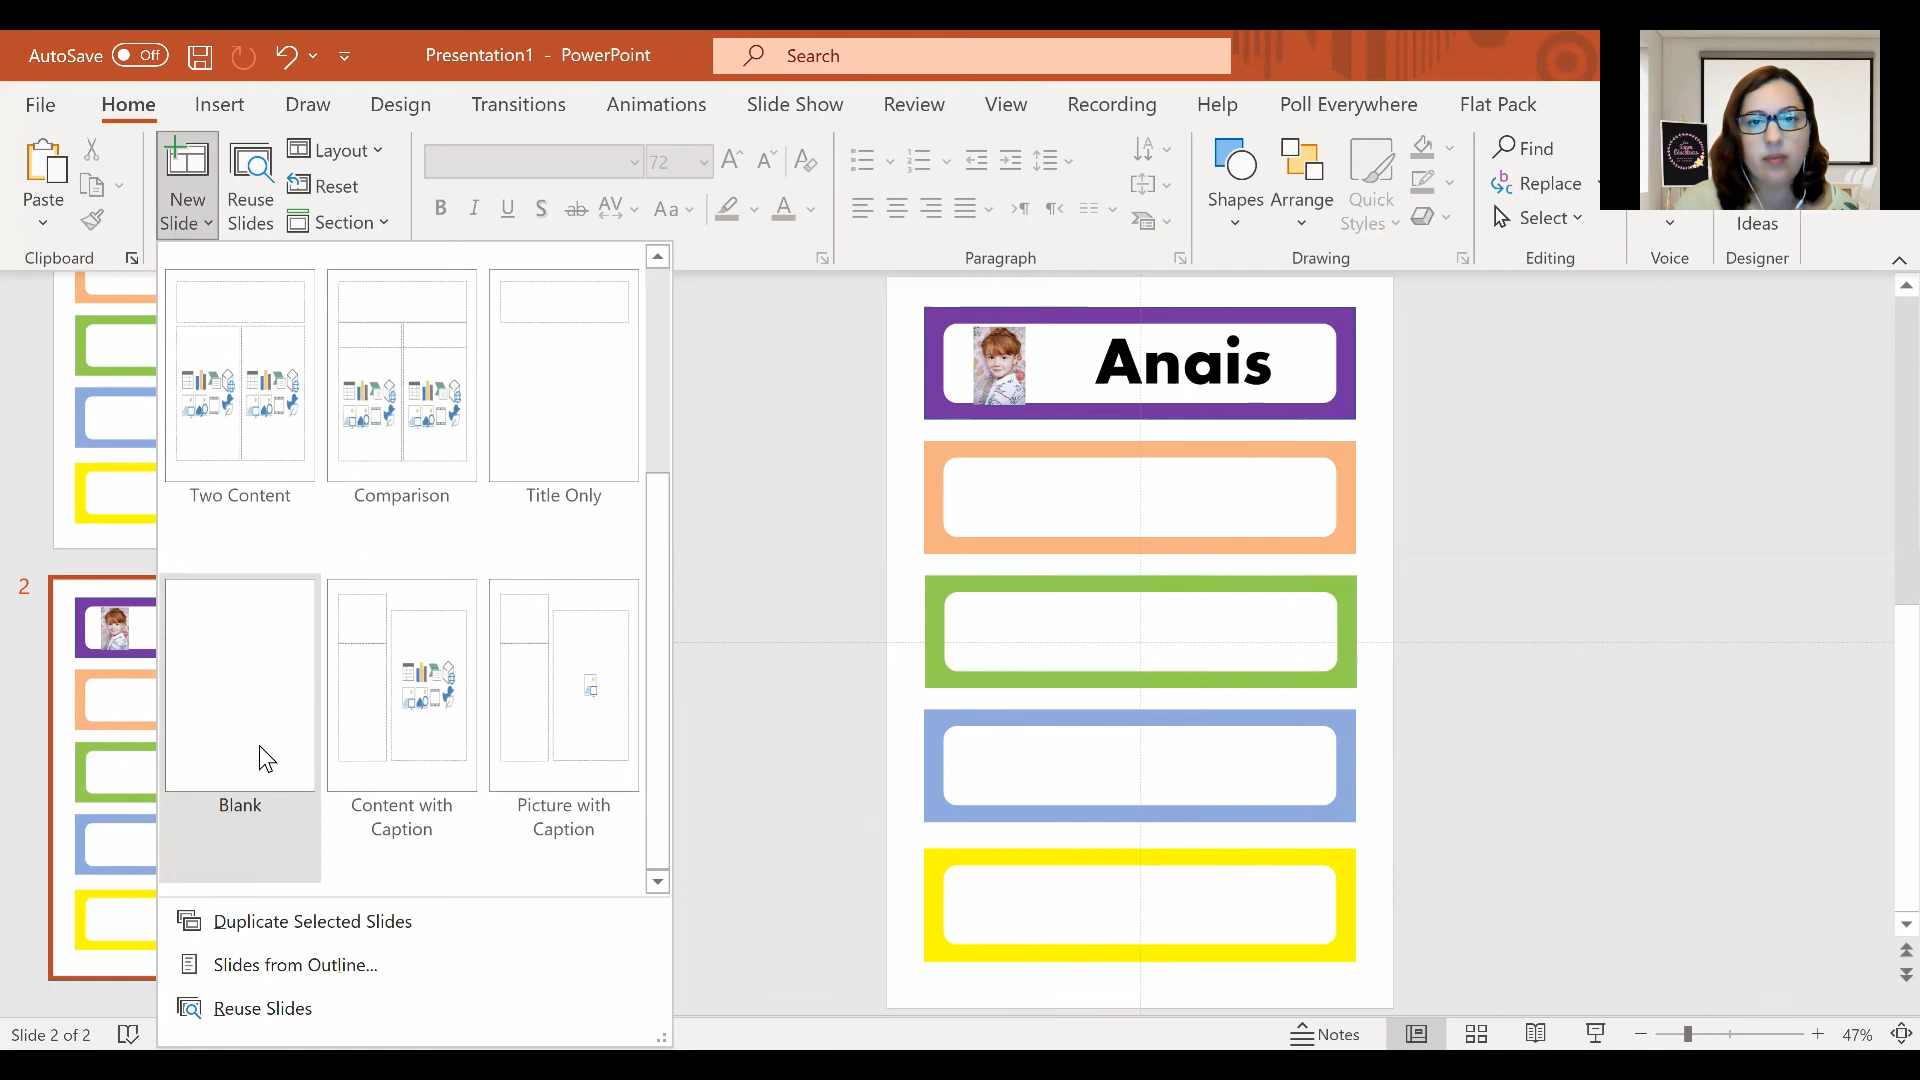 AutoSave Off
Presentation1 - PowerPoint
Search
File Home Insert Draw Design Transitions Animations Slide Show Review View Recording Help Poll Everywhere Flat Pack
Paste
New
Slide
Reuse
Slides
Layout
Reset
Section
72
B I U S ab AV Aa A
Shapes
Arrange
Quick
Styles
Find
Replace
Select
Ideas
Clipboard
Paragraph
Drawing
Editing
Voice
Designer
Two Content
Comparison
Title Only
Blank
Content with
Caption
Picture with
Caption
Duplicate Selected Slides
Slides from Outline...
Reuse Slides
2
Anais
Slide 2 of 2
Notes
47%